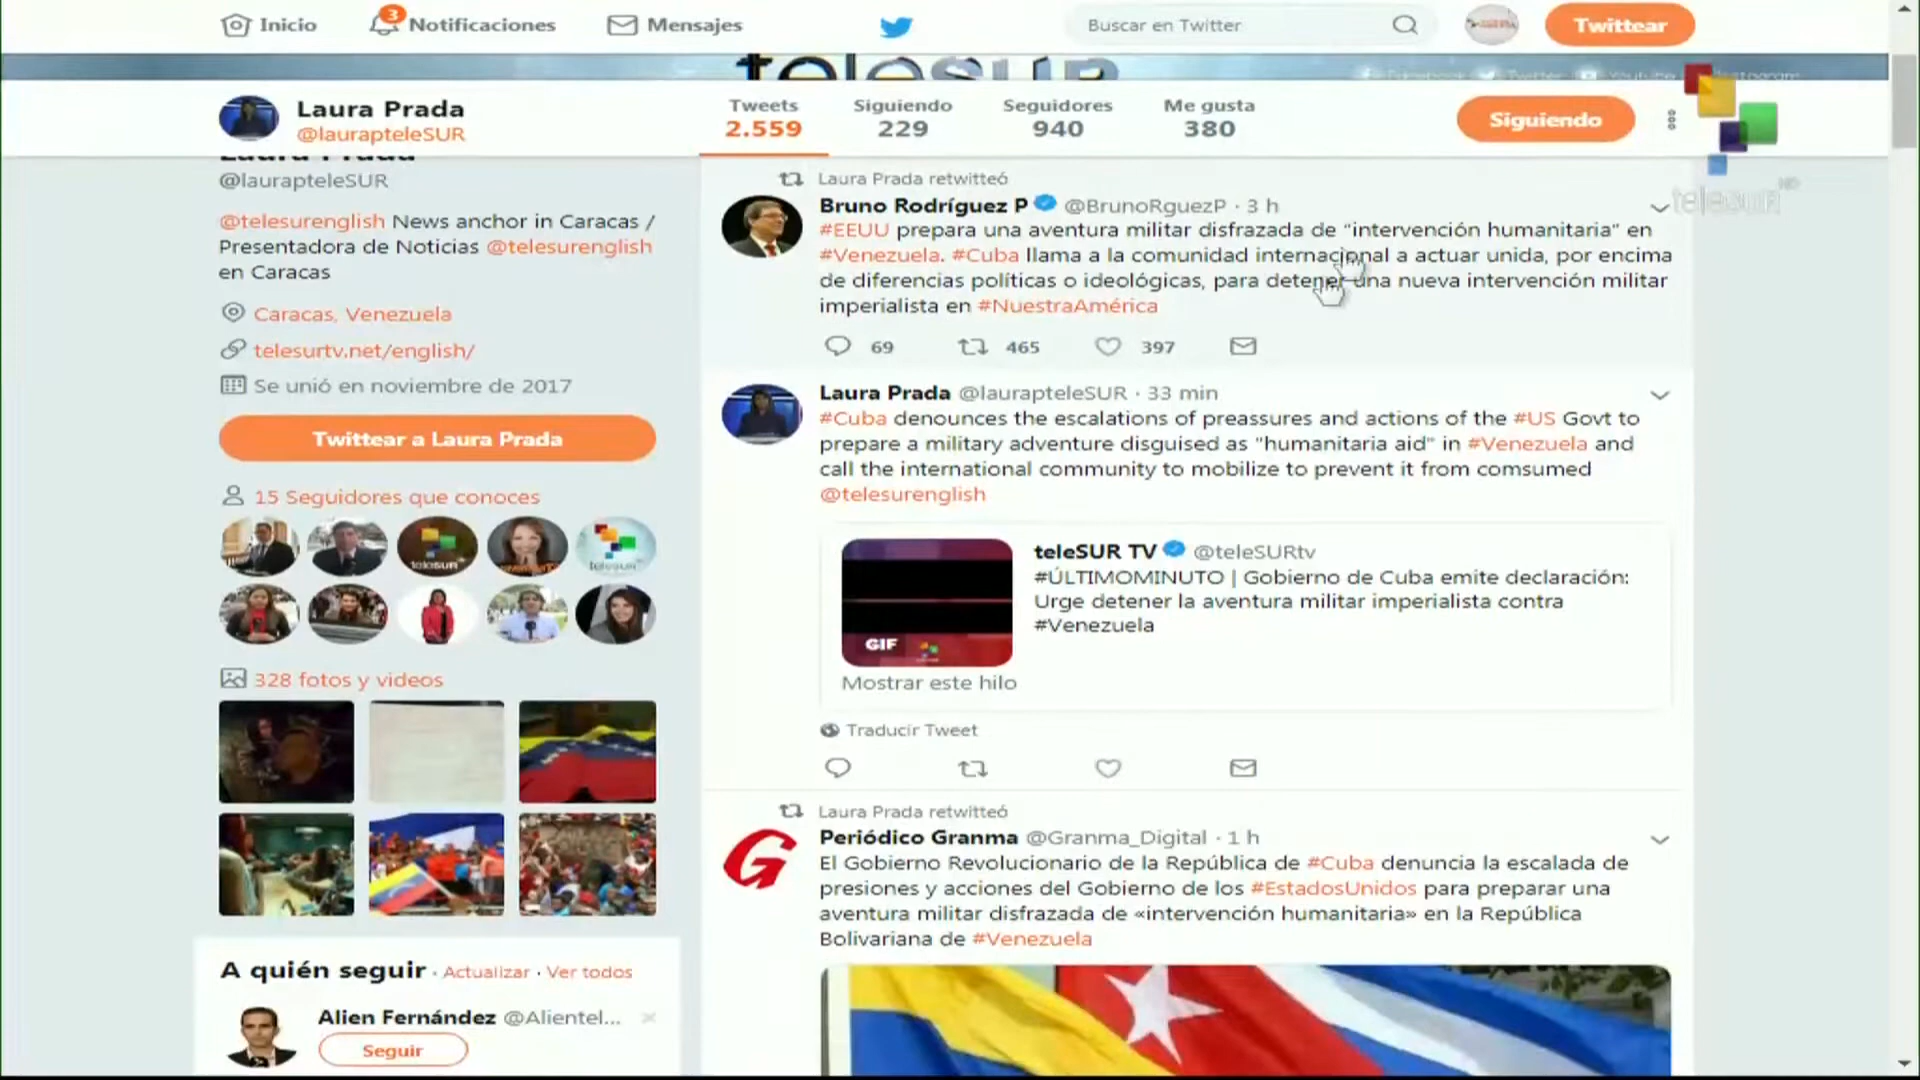 Inicio
3
Notificaciones
Mensajes
Buscar en Twitter
Twittear
telesur
Facebook Twitter Youtube Instagram
Laura Prada
@laurapteleSUR
Tweets
2.559
Siguiendo
229
Seguidores
940
Me gusta
380
Siguiendo
teleSUR HD
Laura Prada
@laurapteleSUR
@telesurenglish News anchor in Caracas /
Presentadora de Noticias @telesurenglish
en Caracas
Caracas, Venezuela
telesurtv.net/english/
Se unió en noviembre de 2017
Twittear a Laura Prada
15 Seguidores que conoces
telesur
telesur
328 fotos y videos
A quién seguir · Actualizar · Ver todos
Alien Fernández @Alientel...
Seguir
Laura Prada retwitteó
Bruno Rodríguez P @BrunoRguezP · 3 h
#EEUU prepara una aventura militar disfrazada de "intervención humanitaria" en
#Venezuela. #Cuba llama a la comunidad internacional a actuar unida, por encima
de diferencias políticas o ideológicas, para detener una nueva intervención militar
imperialista en #NuestraAmérica
69 465 397
Laura Prada @laurapteleSUR · 33 min
#Cuba denounces the escalations of preassures and actions of the #US Govt to
prepare a military adventure disguised as "humanitaria aid" in #Venezuela and
call the international community to mobilize to prevent it from comsumed
@telesurenglish
GIF
teleSUR TV @teleSURtv
#ÚLTIMOMINUTO | Gobierno de Cuba emite declaración:
Urge detener la aventura militar imperialista contra
#Venezuela
Mostrar este hilo
Traducir Tweet
Laura Prada retwitteó
G
Periódico Granma @Granma_Digital · 1 h
El Gobierno Revolucionario de la República de #Cuba denuncia la escalada de
presiones y acciones del Gobierno de los #EstadosUnidos para preparar una
aventura militar disfrazada de «intervención humanitaria» en la República
Bolivariana de #Venezuela